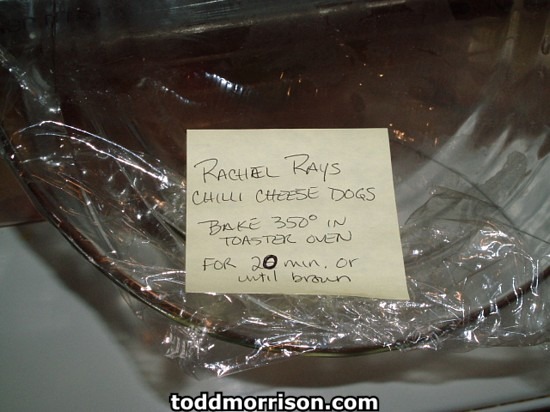 RACHEL RAYS
CHILLI CHEESE DOGS
BAKE 350° IN
TOASTER OVEN
FOR 20 min. or
until brown
toddmorrison.com